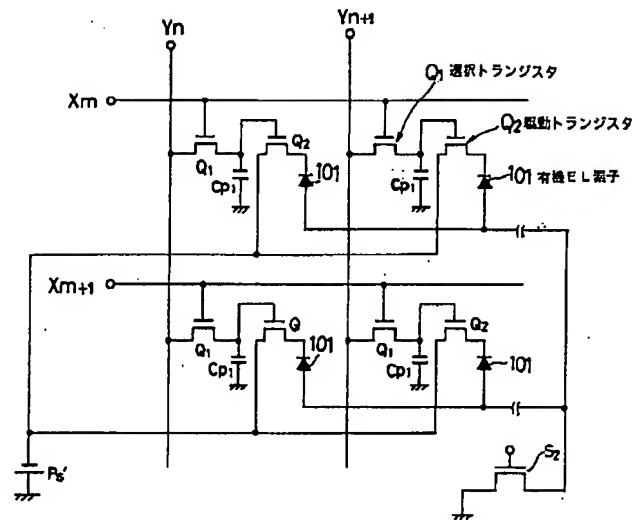 Yn
Yn+1
Xm
Q1 選択トランジスタ
Q2 駆動トランジスタ
Q1
Cp1
Q2
101
Cp1
101 有機EL素子
Xm+1
Q1
Cp1
Q
101
Q1
Cp1
Q2
101
Ps'
S2